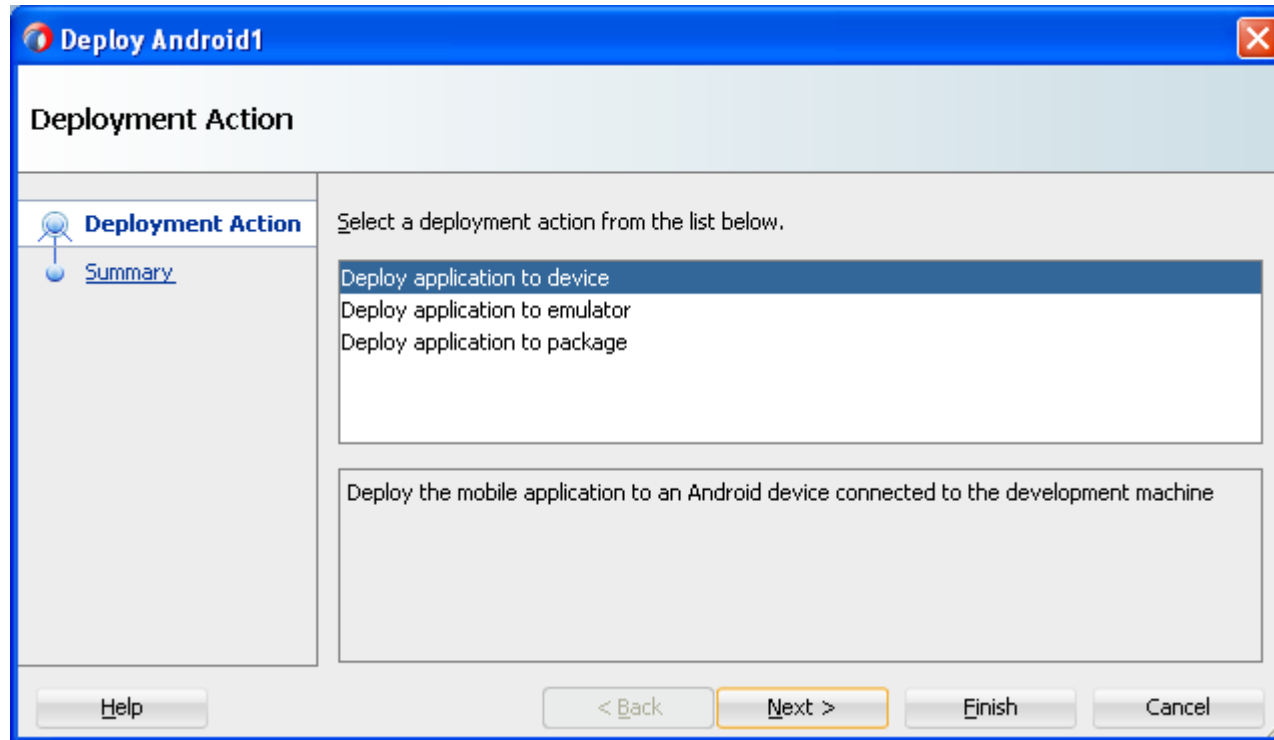 Deploy Android1
Deployment Action
Deployment Action
Summary
Select a deployment action from the list below.
Deploy application to device
Deploy application to emulator
Deploy application to package
Deploy the mobile application to an Android device connected to the development machine
Help
< Back
Next >
Finish
Cancel